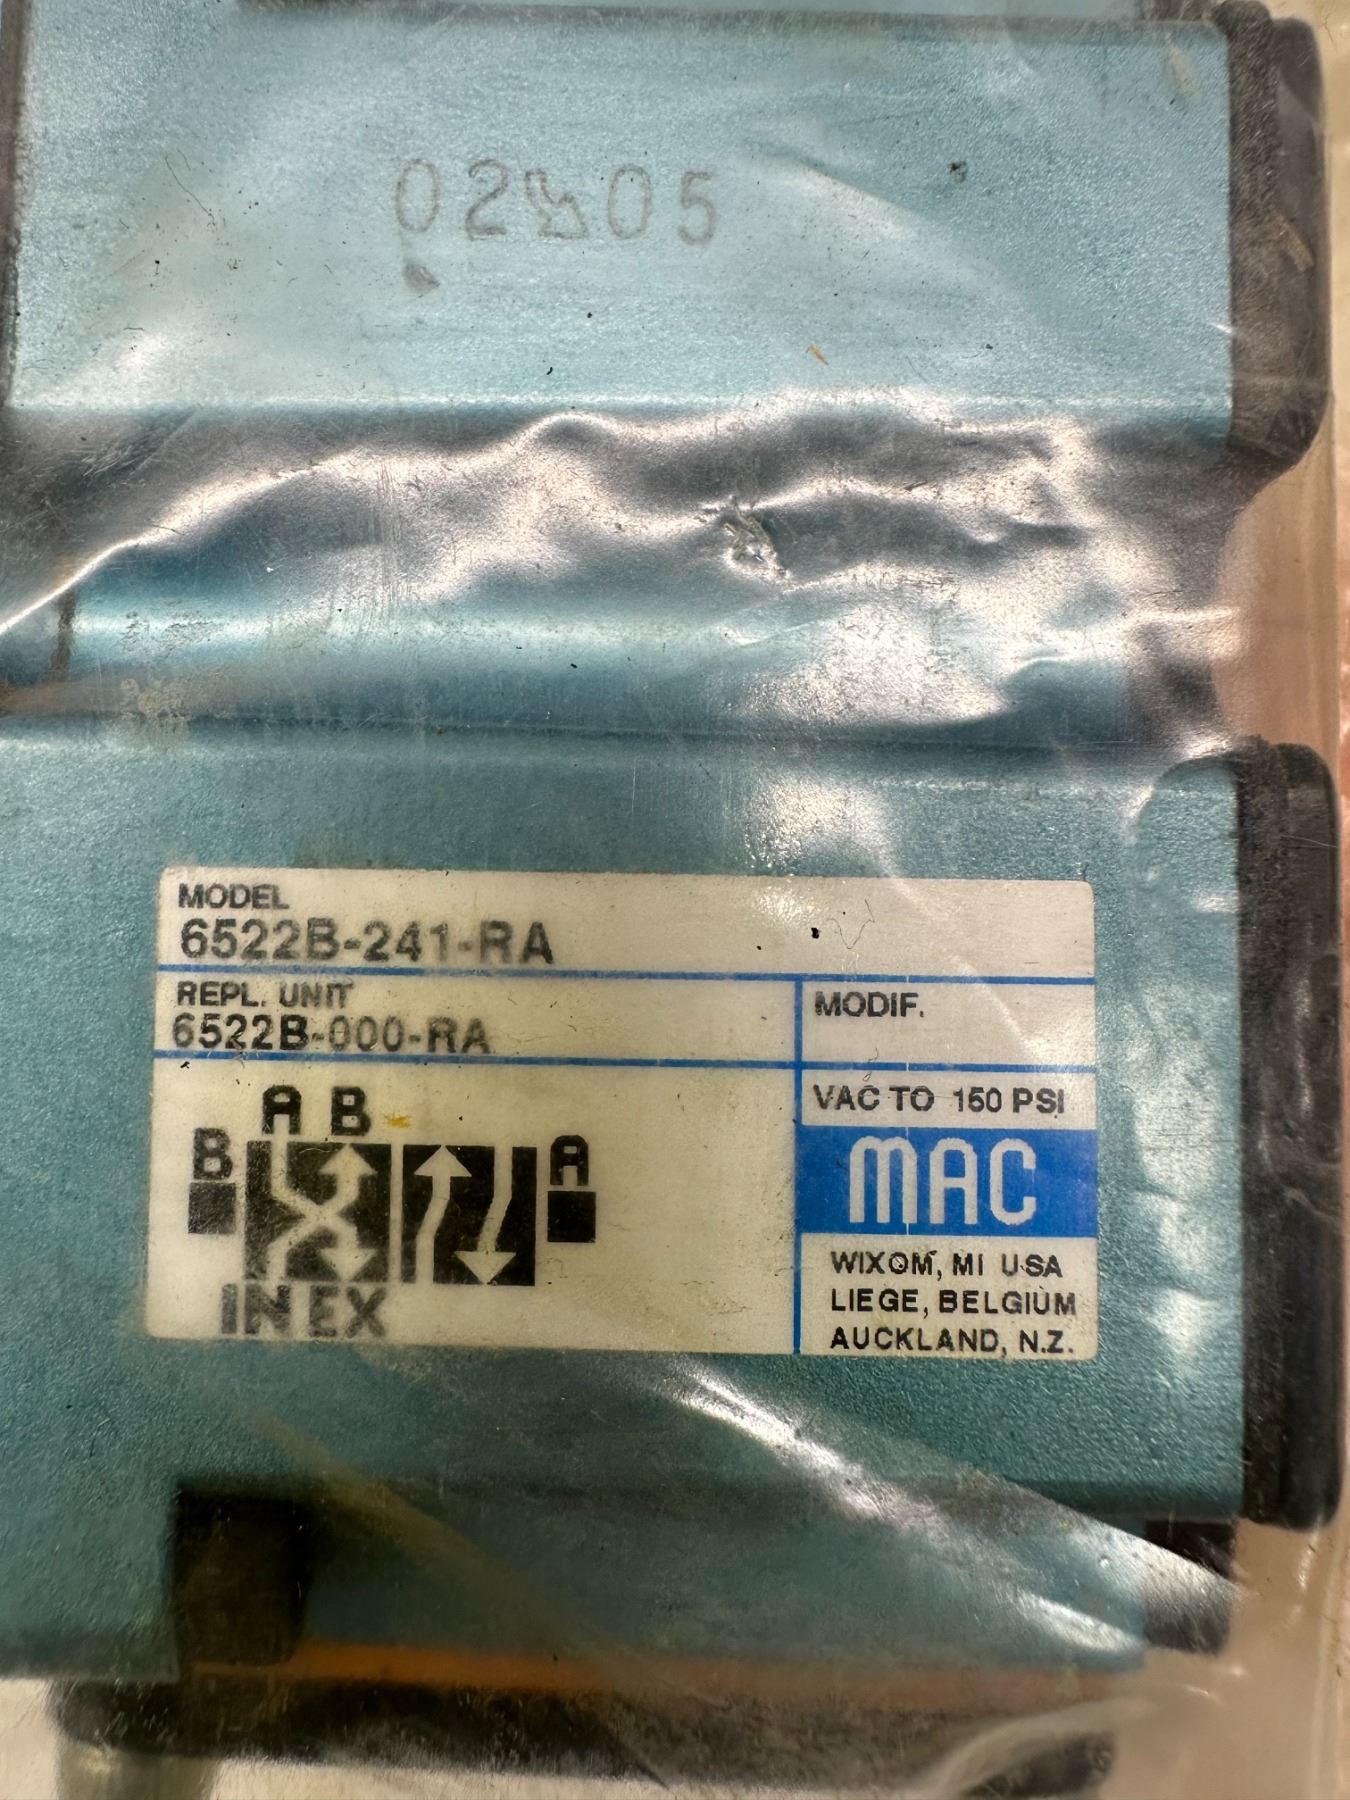 MODEL
6522B-241-RA
REPL. UNIT
6522B-000-RA
MODIF.
VAC TO 150 PSI
A B
B
A
IN EX
MAC
WIXOM, MI USA
LIEGE, BELGIUM
AUCKLAND, N.Z.